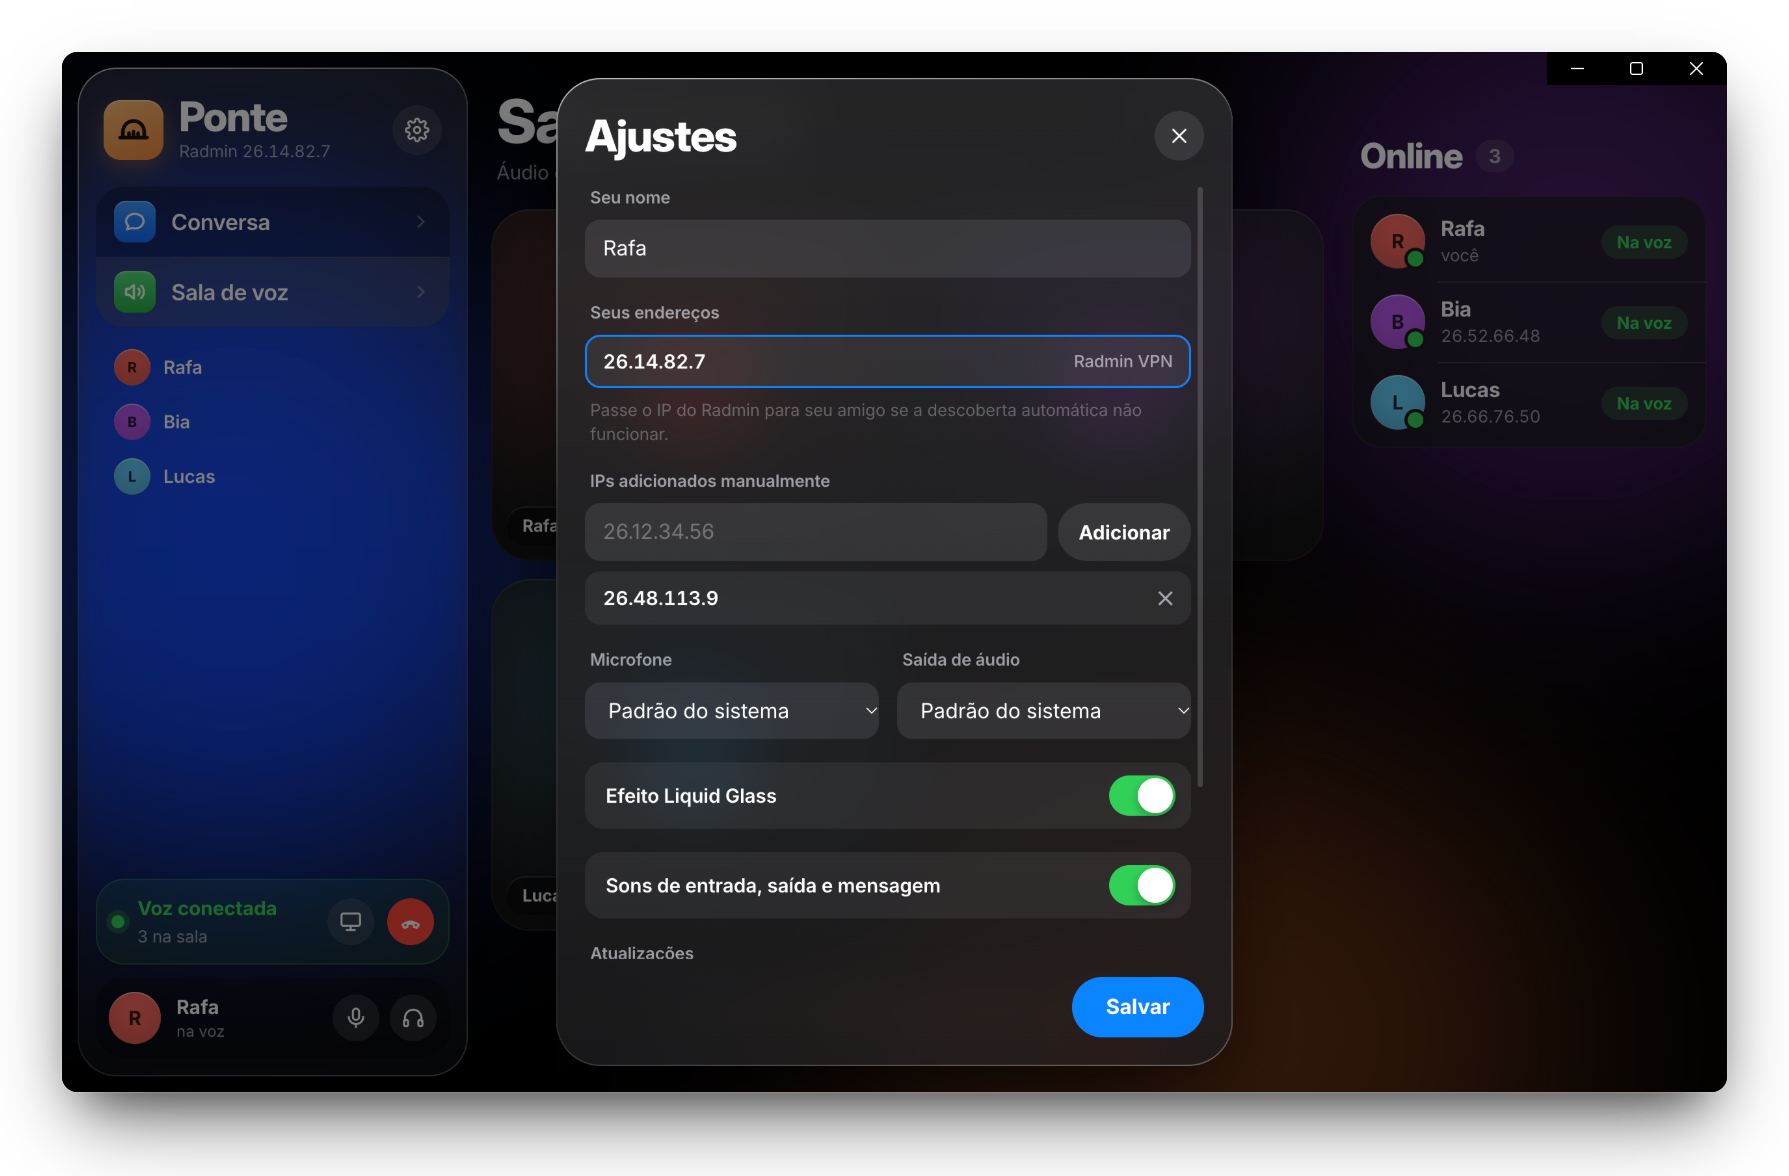 Ponte
Radmin 26.14.82.7
Conversa
Sala de voz
R Rafa
B Bia
L Lucas
Voz conectada
3 na sala
R Rafa
na voz
Sa
Áudio
Rafa
Luca
Ajustes
Seu nome
Rafa
Seus endereços
26.14.82.7 Radmin VPN
Passe o IP do Radmin para seu amigo se a descoberta automática não
funcionar.
IPs adicionados manualmente
26.12.34.56 Adicionar
26.48.113.9
Microfone Saída de áudio
Padrão do sistema Padrão do sistema
Efeito Liquid Glass
Sons de entrada, saída e mensagem
Atualizações
Salvar
Online 3
R Rafa
você
Na voz
B Bia
26.52.66.48
Na voz
L Lucas
26.66.76.50
Na voz